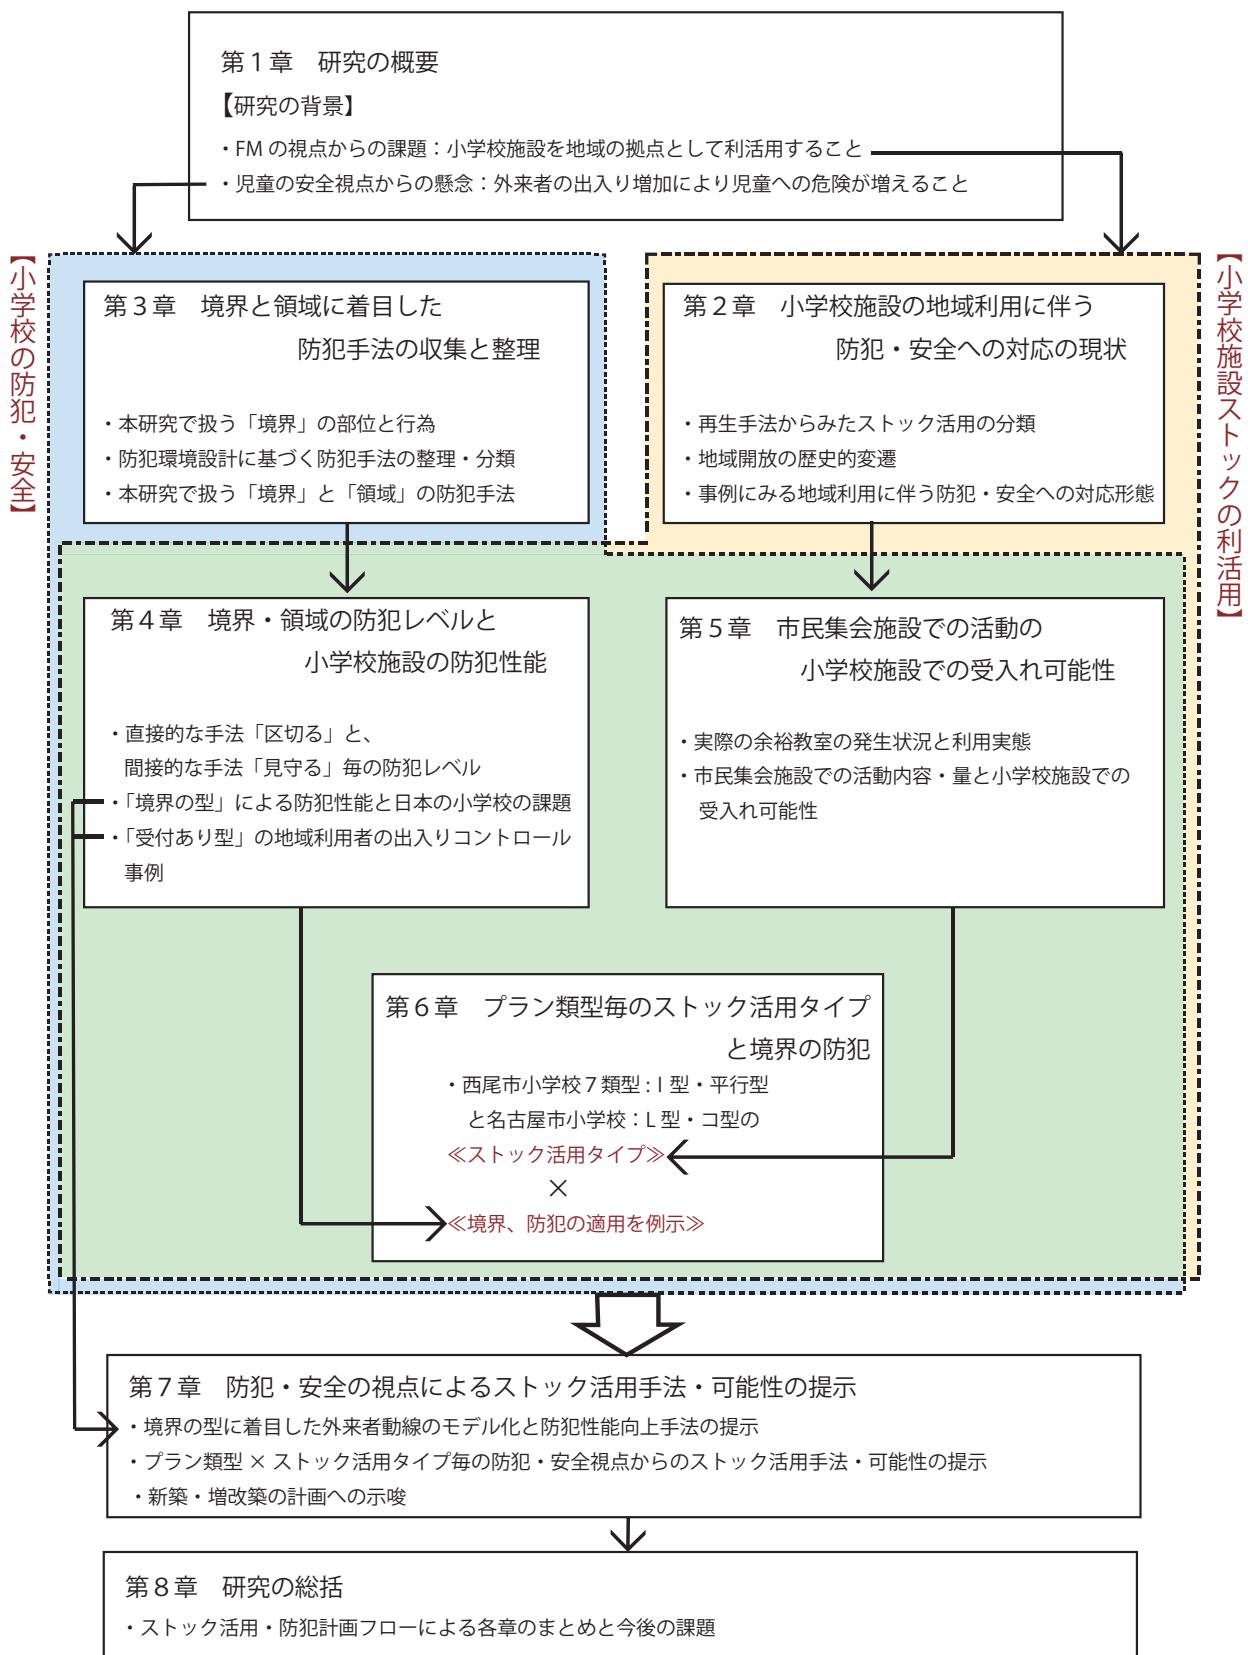 第１章　研究の概要
【研究の背景】
・FM の視点からの課題：小学校施設を地域の拠点として利活用すること
・児童の安全視点からの懸念：外来者の出入り増加により児童への危険が増えること
【小学校の防犯・安全】
【小学校施設ストックの利活用】
第３章　境界と領域に着目した
防犯手法の収集と整理
・本研究で扱う「境界」の部位と行為
・防犯環境設計に基づく防犯手法の整理・分類
・本研究で扱う「境界」と「領域」の防犯手法
第２章　小学校施設の地域利用に伴う
防犯・安全への対応の現状
・再生手法からみたストック活用の分類
・地域開放の歴史的変遷
・事例にみる地域利用に伴う防犯・安全への対応形態
第４章　境界・領域の防犯レベルと
小学校施設の防犯性能
・直接的な手法「区切る」と、
間接的な手法「見守る」毎の防犯レベル
・「境界の型」による防犯性能と日本の小学校の課題
・「受付あり型」の地域利用者の出入りコントロール
事例
第５章　市民集会施設での活動の
小学校施設での受入れ可能性
・実際の余裕教室の発生状況と利用実態
・市民集会施設での活動内容・量と小学校施設での
受入れ可能性
第６章　プラン類型毎のストック活用タイプ
と境界の防犯
・西尾市小学校７類型 : I 型・平行型
と名古屋市小学校：L 型・コ型の
≪ストック活用タイプ≫
×
≪境界、防犯の適用を例示≫
第７章　防犯・安全の視点によるストック活用手法・可能性の提示
・境界の型に着目した外来者動線のモデル化と防犯性能向上手法の提示
・プラン類型 × ストック活用タイプ毎の防犯・安全視点からのストック活用手法・可能性の提示
・新築・増改築の計画への示唆
第８章　研究の総括
・ストック活用・防犯計画フローによる各章のまとめと今後の課題